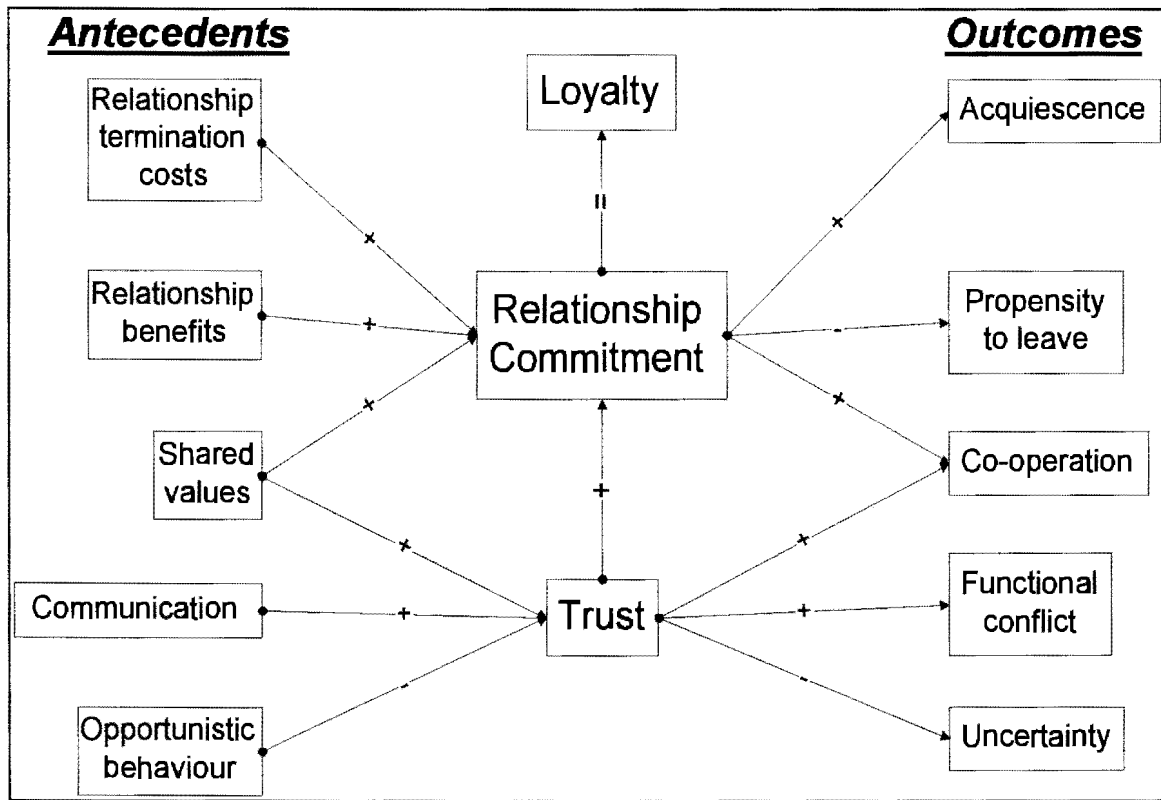 Antecedents
Outcomes
Relationship
termination
costs
Loyalty
Acquiescence
=
+
+
Relationship
benefits
+
Relationship
Commitment
-
Propensity
to leave
+
+
Shared
values
+
Co-operation
+
+
Communication
+
Trust
+
Functional
conflict
-
-
Opportunistic
behaviour
Uncertainty